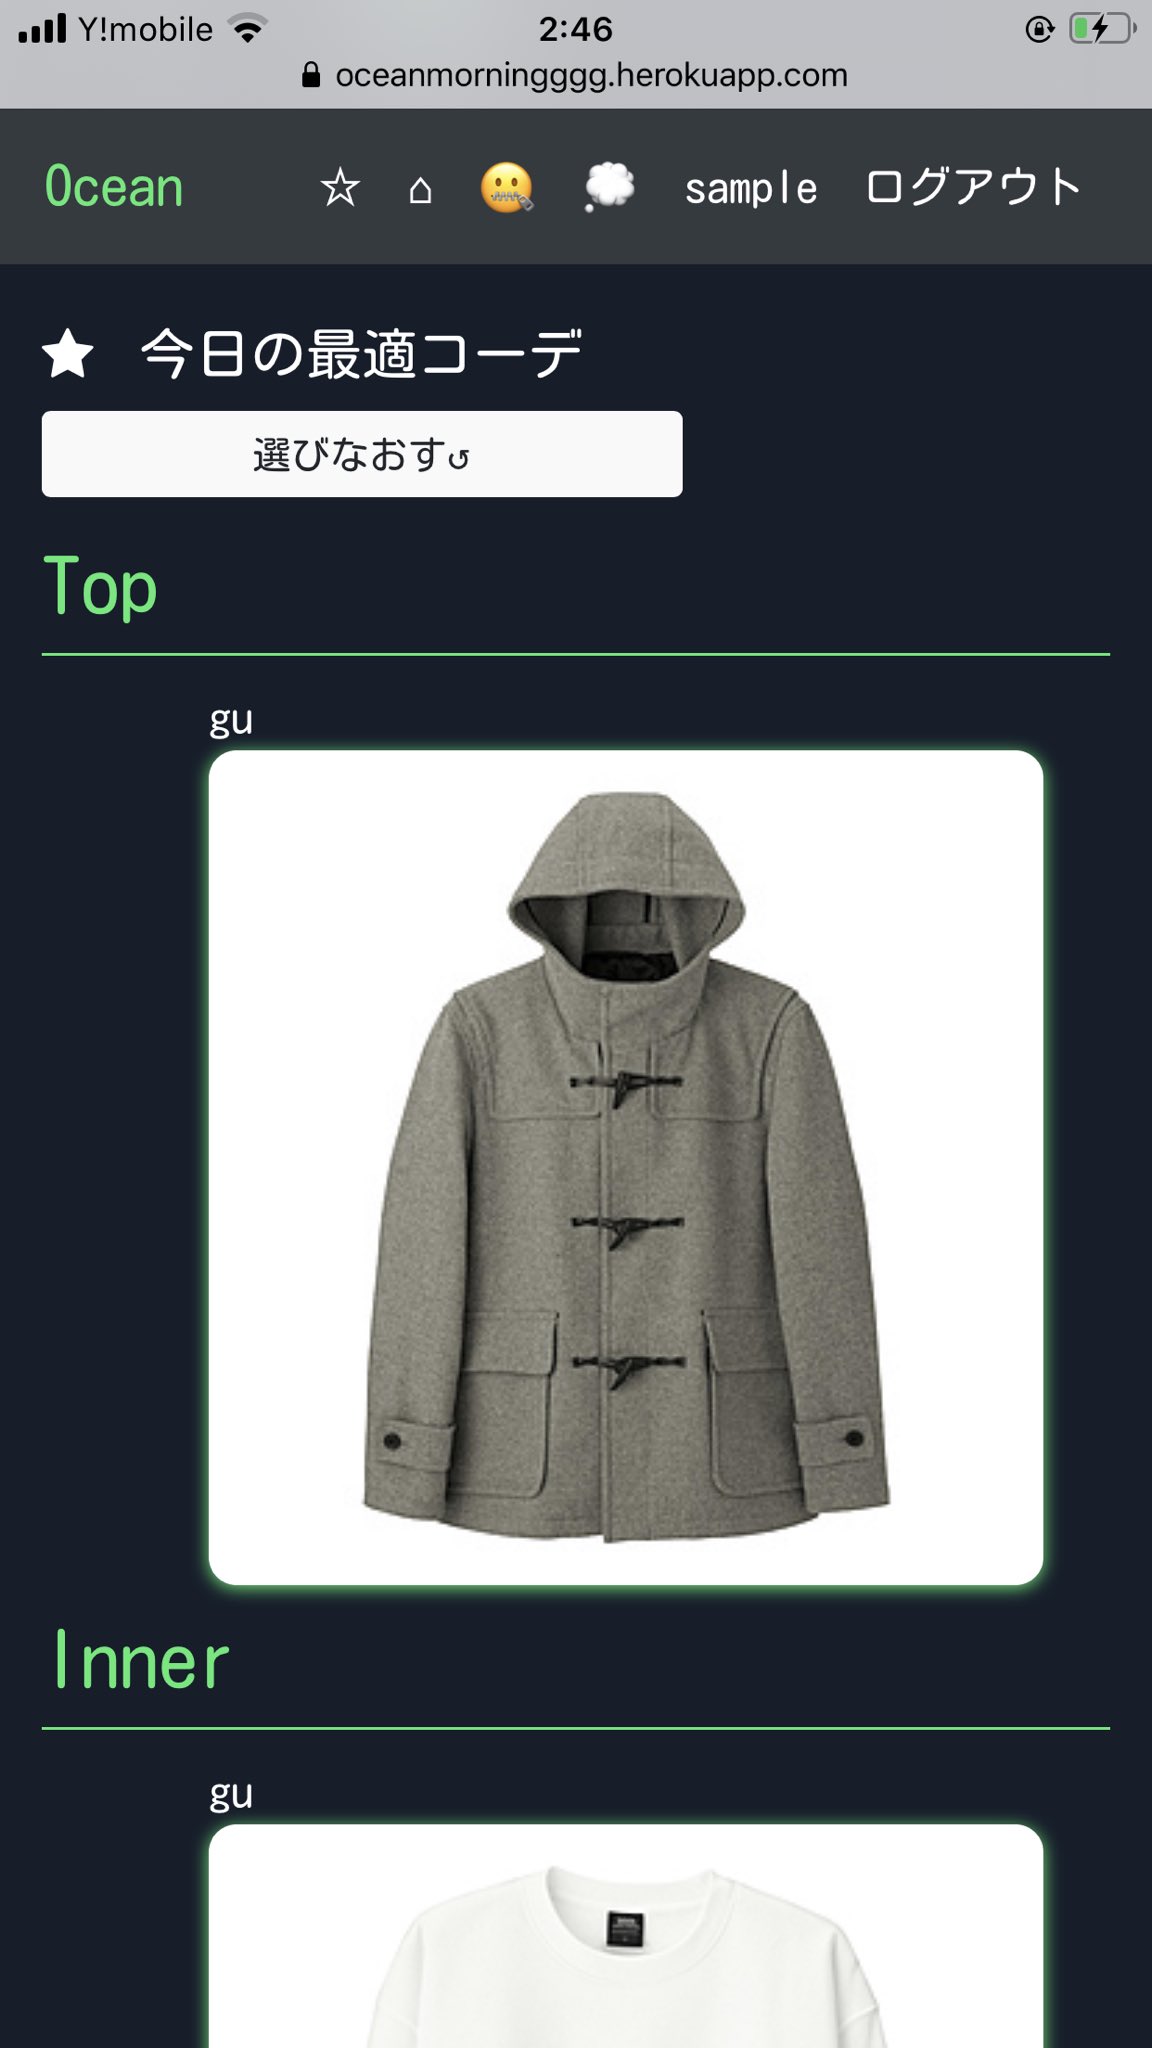 Y!mobile 2:46
oceanmorningggg.herokuapp.com
Ocean ☆ ⌂ 🤐 💭 sample ログアウト
★ 今日の最適コーデ
選びなおす↺
Top
gu
Inner
gu